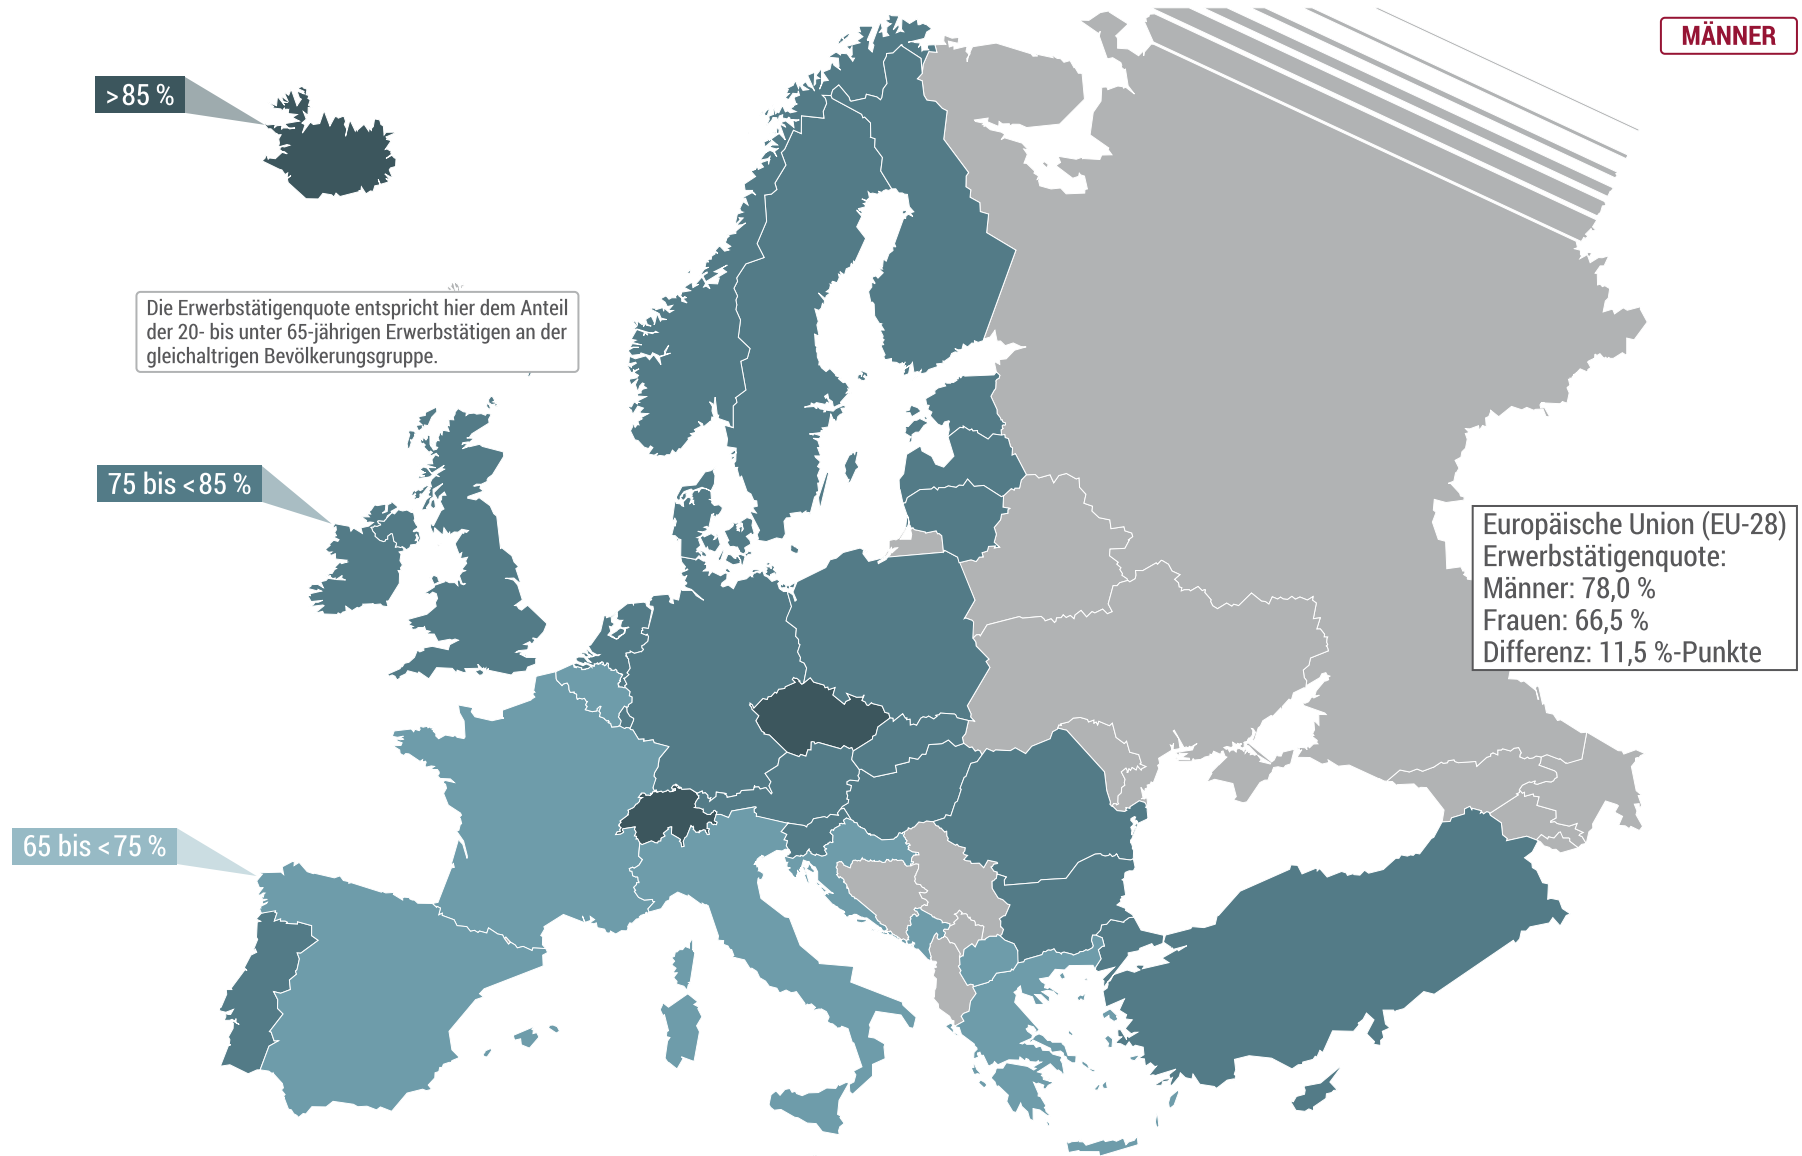 MÄNNER
>85 %
Die Erwerbstätigenquote entspricht hier dem Anteil
der 20- bis unter 65-jährigen Erwerbstätigen an der
gleichaltrigen Bevölkerungsgruppe.
75 bis <85 %
Europäische Union (EU-28)
Erwerbstätigenquote:
Männer: 78,0 %
Frauen: 66,5 %
Differenz: 11,5 %-Punkte
65 bis <75 %